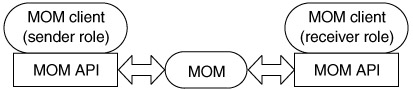 MOM client
(sender role)
MOM API
MOM
MOM client
(receiver role)
MOM API